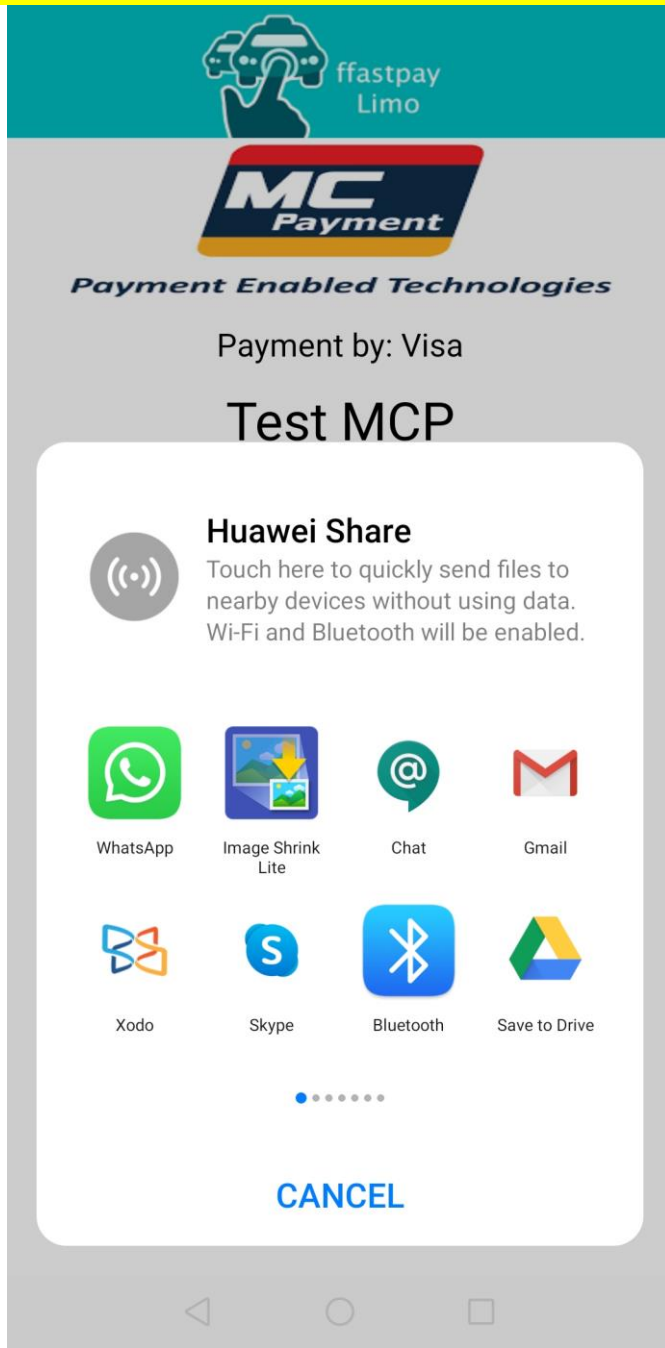 ffastpay
Limo
MC
Payment
Payment Enabled Technologies
Payment by: Visa
Test MCP
Huawei Share
Touch here to quickly send files to
nearby devices without using data.
Wi-Fi and Bluetooth will be enabled.
WhatsApp
Image Shrink
Lite
Chat
Gmail
Xodo
Skype
Bluetooth
Save to Drive
CANCEL